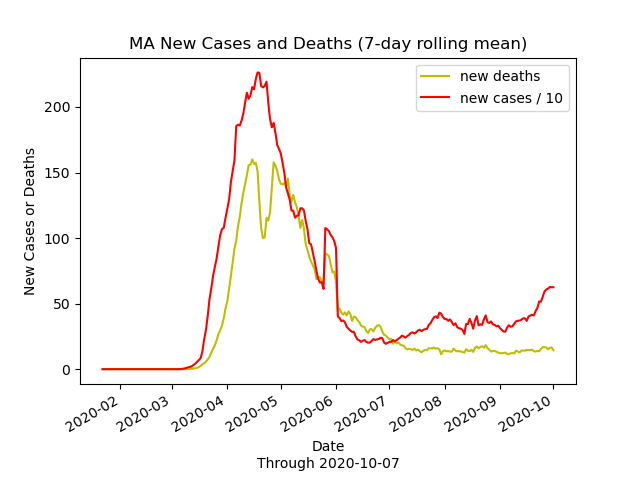 MA New Cases and Deaths (7-day rolling mean)
new deaths
new cases / 10
200
150
100
50
0
New Cases or Deaths
2020-02
2020-03
2020-04
2020-05
2020-06
2020-07
2020-08
2020-09
2020-10
Date
Through 2020-10-07